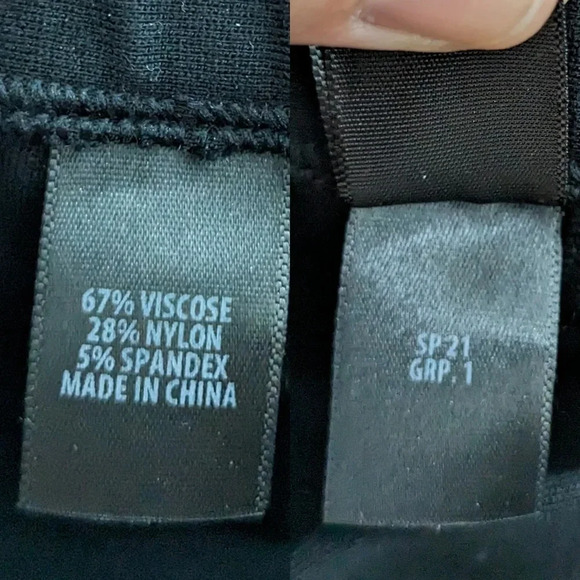 67% VISCOSE
28% NYLON
5% SPANDEX
MADE IN CHINA
SP 21
GRP. 1